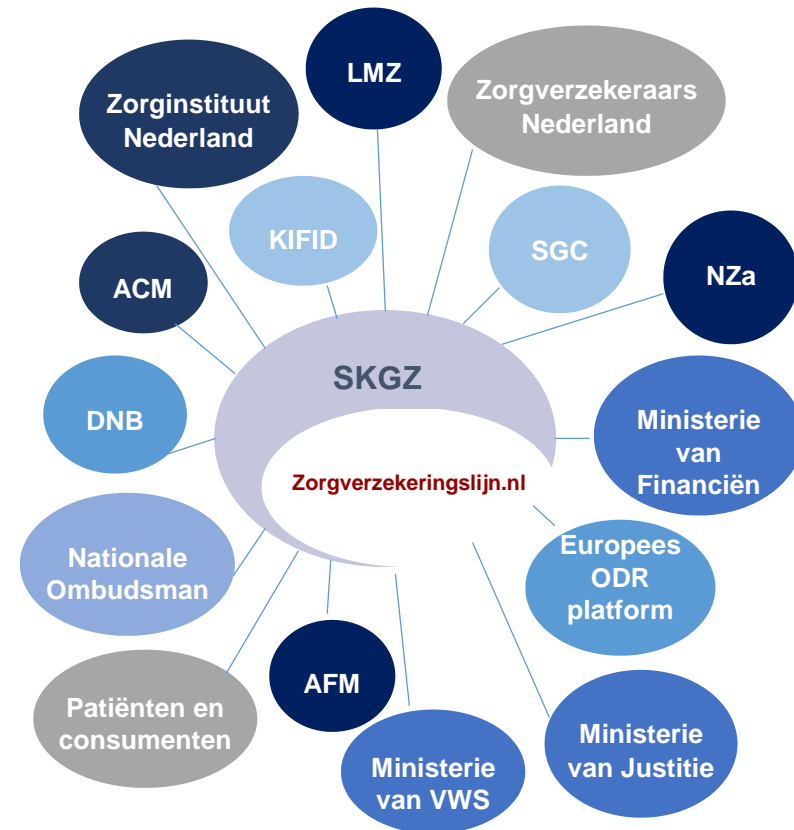 LMZ
Zorginstituut
Nederland
Zorgverzekeraars
Nederland
KIFID
SGC
NZa
ACM
SKGZ
DNB
Ministerie
van
Financiën
Zorgverzekeringslijn.nl
Nationale
Ombudsman
Europees
ODR
platform
AFM
Patiënten en
consumenten
Ministerie
van VWS
Ministerie
van Justitie